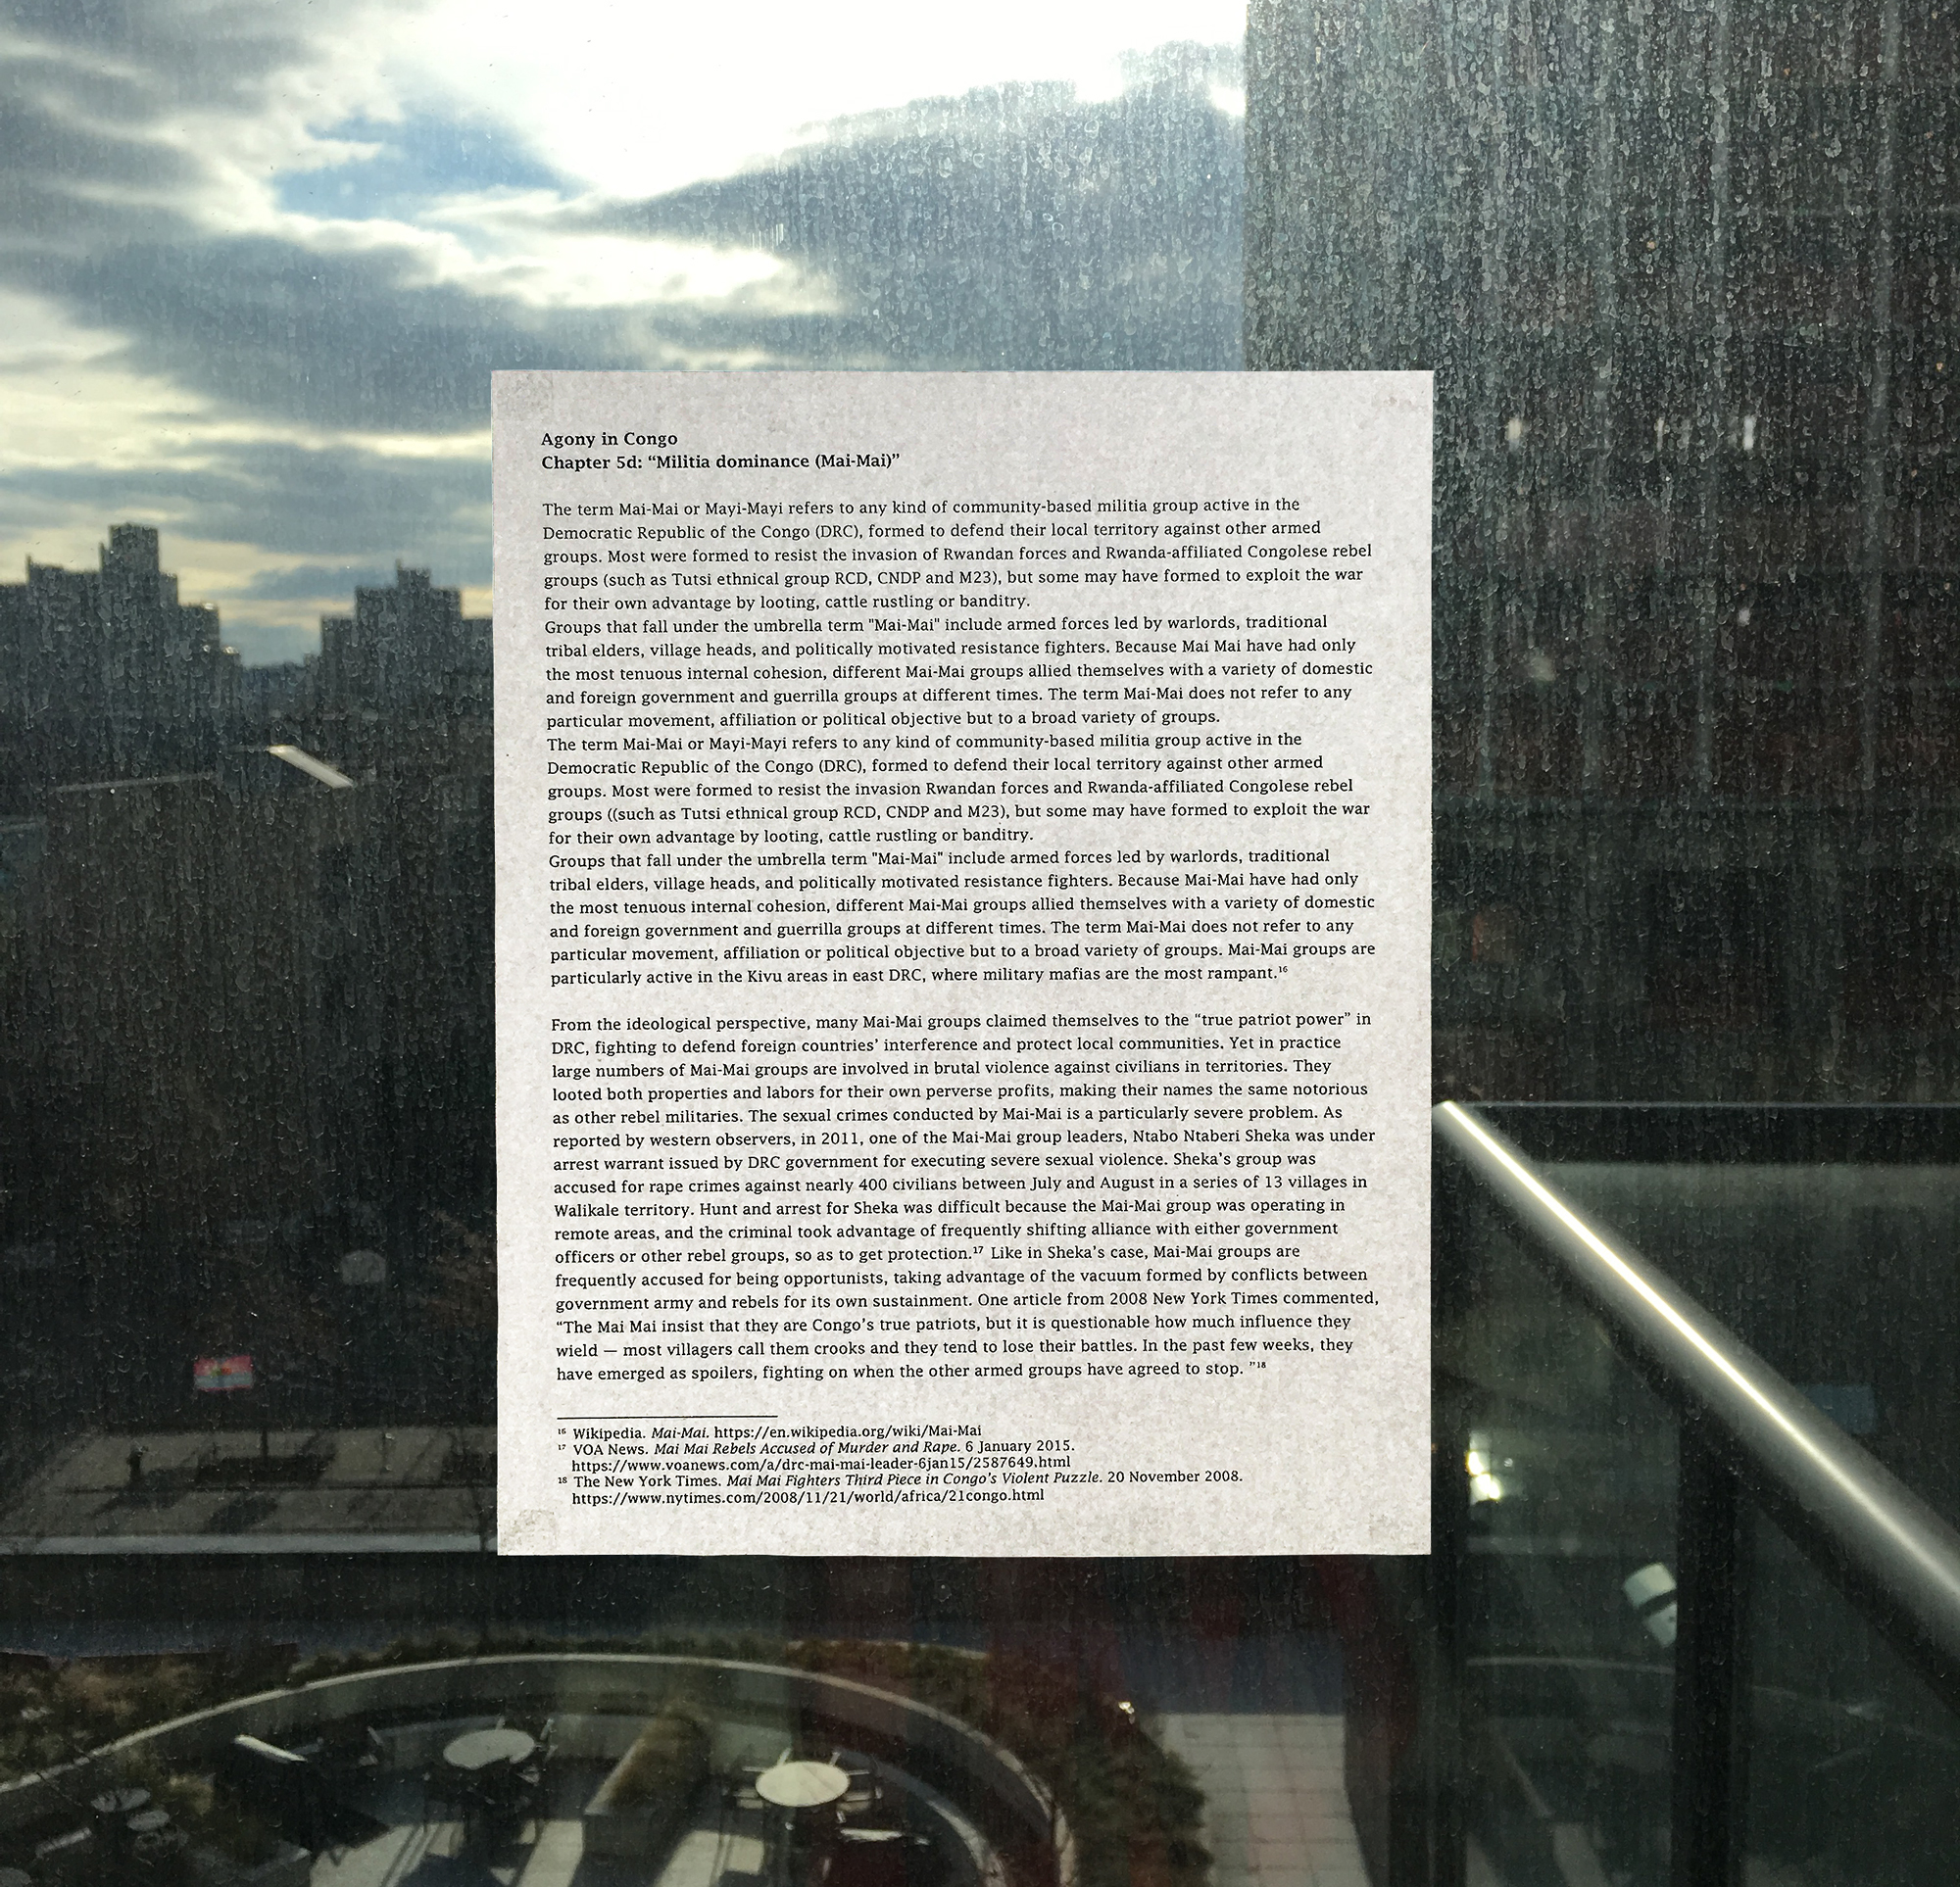 Agony in Congo
Chapter 5d: “Militia dominance (Mai-Mai)”
The term Mai-Mai or Mayi-Mayi refers to any kind of community-based militia group active in the
Democratic Republic of the Congo (DRC), formed to defend their local territory against other armed
groups. Most were formed to resist the invasion of Rwandan forces and Rwanda-affiliated Congolese rebel
groups (such as Tutsi ethnical group RCD, CNDP and M23), but some may have formed to exploit the war
for their own advantage by looting, cattle rustling or banditry.
Groups that fall under the umbrella term "Mai-Mai" include armed forces led by warlords, traditional
tribal elders, village heads, and politically motivated resistance fighters. Because Mai Mai have had only
the most tenuous internal cohesion, different Mai-Mai groups allied themselves with a variety of domestic
and foreign government and guerrilla groups at different times. The term Mai-Mai does not refer to any
particular movement, affiliation or political objective but to a broad variety of groups.
The term Mai-Mai or Mayi-Mayi refers to any kind of community-based militia group active in the
Democratic Republic of the Congo (DRC), formed to defend their local territory against other armed
groups. Most were formed to resist the invasion Rwandan forces and Rwanda-affiliated Congolese rebel
groups ((such as Tutsi ethnical group RCD, CNDP and M23), but some may have formed to exploit the war
for their own advantage by looting, cattle rustling or banditry.
Groups that fall under the umbrella term "Mai-Mai" include armed forces led by warlords, traditional
tribal elders, village heads, and politically motivated resistance fighters. Because Mai-Mai have had only
the most tenuous internal cohesion, different Mai-Mai groups allied themselves with a variety of domestic
and foreign government and guerrilla groups at different times. The term Mai-Mai does not refer to any
particular movement, affiliation or political objective but to a broad variety of groups. Mai-Mai groups are
particularly active in the Kivu areas in east DRC, where military mafias are the most rampant.¹⁶
From the ideological perspective, many Mai-Mai groups claimed themselves to the “true patriot power” in
DRC, fighting to defend foreign countries’ interference and protect local communities. Yet in practice
large numbers of Mai-Mai groups are involved in brutal violence against civilians in territories. They
looted both properties and labors for their own perverse profits, making their names the same notorious
as other rebel militaries. The sexual crimes conducted by Mai-Mai is a particularly severe problem. As
reported by western observers, in 2011, one of the Mai-Mai group leaders, Ntabo Ntaberi Sheka was under
arrest warrant issued by DRC government for executing severe sexual violence. Sheka’s group was
accused for rape crimes against nearly 400 civilians between July and August in a series of 13 villages in
Walikale territory. Hunt and arrest for Sheka was difficult because the Mai-Mai group was operating in
remote areas, and the criminal took advantage of frequently shifting alliance with either government
officers or other rebel groups, so as to get protection.¹⁷ Like in Sheka’s case, Mai-Mai groups are
frequently accused for being opportunists, taking advantage of the vacuum formed by conflicts between
government army and rebels for its own sustainment. One article from 2008 New York Times commented,
“The Mai Mai insist that they are Congo’s true patriots, but it is questionable how much influence they
wield — most villagers call them crooks and they tend to lose their battles. In the past few weeks, they
have emerged as spoilers, fighting on when the other armed groups have agreed to stop. ”¹⁸
¹⁶ Wikipedia. Mai-Mai. https://en.wikipedia.org/wiki/Mai-Mai
¹⁷ VOA News. Mai Mai Rebels Accused of Murder and Rape. 6 January 2015.
https://www.voanews.com/a/drc-mai-mai-leader-6jan15/2587649.html
¹⁸ The New York Times. Mai Mai Fighters Third Piece in Congo’s Violent Puzzle. 20 November 2008.
https://www.nytimes.com/2008/11/21/world/africa/21congo.html